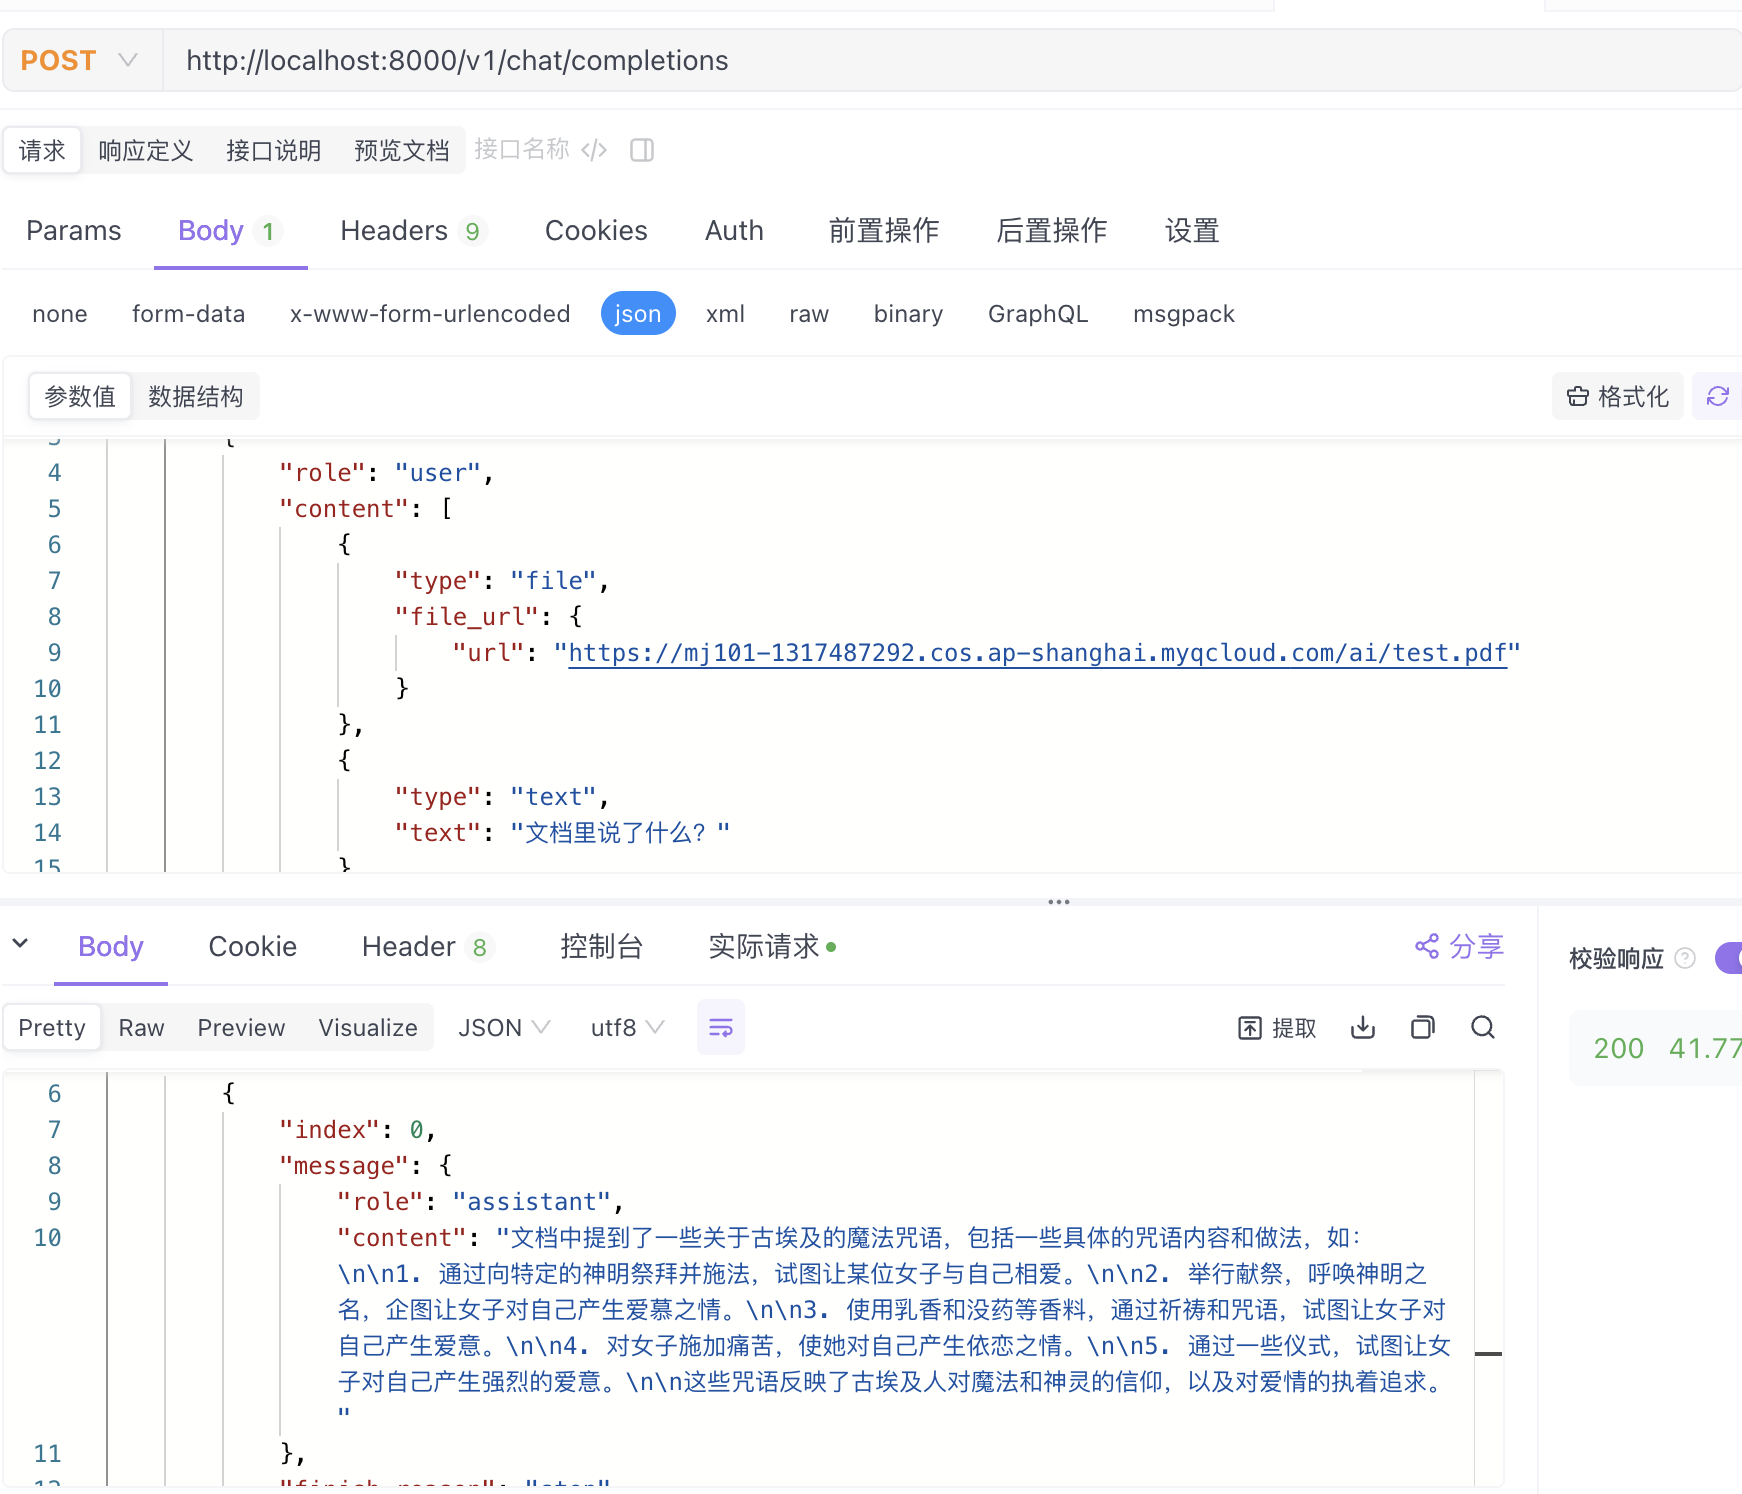 POST http://localhost:8000/v1/chat/completions
请求 响应定义 接口说明 预览文档 接口名称
Params Body 1 Headers 9 Cookies Auth 前置操作 后置操作 设置
none form-data x-www-form-urlencoded json xml raw binary GraphQL msgpack
参数值 数据结构 格式化
4 "role": "user",
5 "content": [
6 {
7 "type": "file",
8 "file_url": {
9 "url": "https://mj101-1317487292.cos.ap-shanghai.myqcloud.com/ai/test.pdf"
10 }
11 },
12 {
13 "type": "text",
14 "text": "文档里说了什么？"
15 }
Body Cookie Header 8 控制台 实际请求 分享 校验响应
Pretty Raw Preview Visualize JSON utf8 提取
200 41.77
6 {
7 "index": 0,
8 "message": {
9 "role": "assistant",
10 "content": "文档中提到了一些关于古埃及的魔法咒语，包括一些具体的咒语内容和做法，如：
\n\n1. 通过向特定的神明祭拜并施法，试图让某位女子与自己相爱。\n\n2. 举行献祭，呼唤神明之
名，企图让女子对自己产生爱慕之情。\n\n3. 使用乳香和没药等香料，通过祈祷和咒语，试图让女子对
自己产生爱意。\n\n4. 对女子施加痛苦，使她对自己产生依恋之情。\n\n5. 通过一些仪式，试图让女
子对自己产生强烈的爱意。\n\n这些咒语反映了古埃及人对魔法和神灵的信仰，以及对爱情的执着追求。
"
11 },